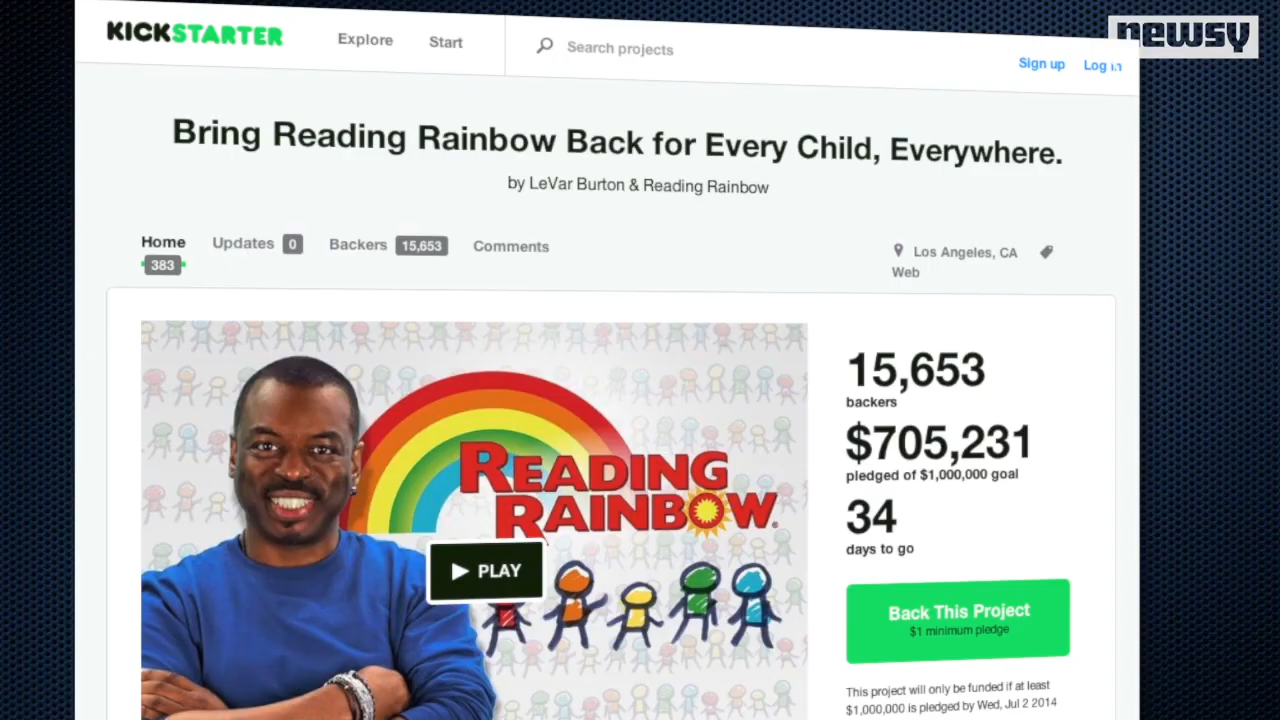 newsy
KICKSTARTER
Explore
Start
Search projects
Sign up
Log in
Bring Reading Rainbow Back for Every Child, Everywhere.
by LeVar Burton & Reading Rainbow
Home
383
Updates 0
Backers 15,653
Comments
Los Angeles, CA
Web
READING
RAINBOW.
PLAY
15,653
backers
$705,231
pledged of $1,000,000 goal
34
days to go
Back This Project
$1 minimum pledge
This project will only be funded if at least
$1,000,000 is pledged by Wed, Jul 2 2014